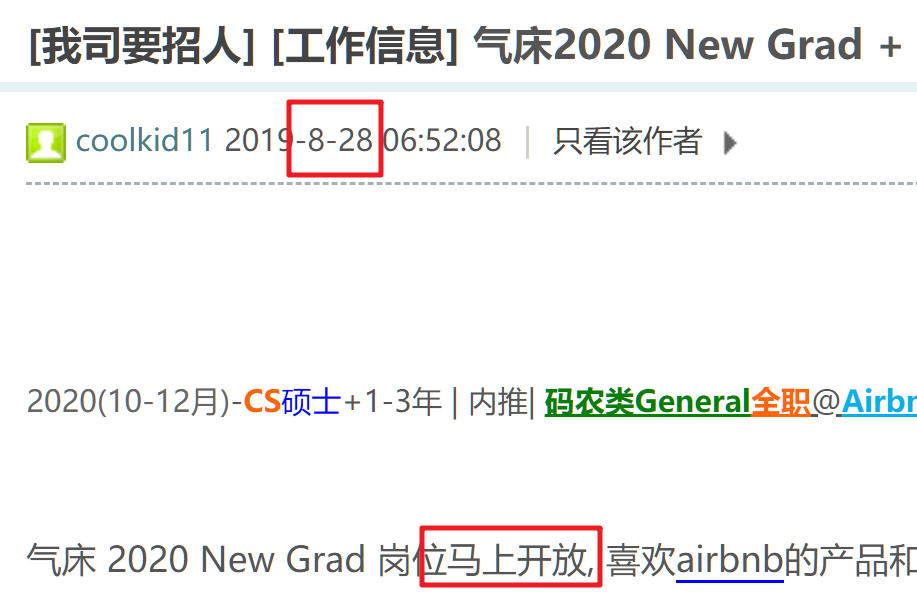 [我司要招人] [工作信息] 气床2020 New Grad +
coolkid11 2019-8-28 06:52:08 | 只看该作者
2020(10-12月)-CS硕士+1-3年 | 内推| 码农类General全职@Airbn
气床 2020 New Grad 岗位马上开放, 喜欢airbnb的产品和